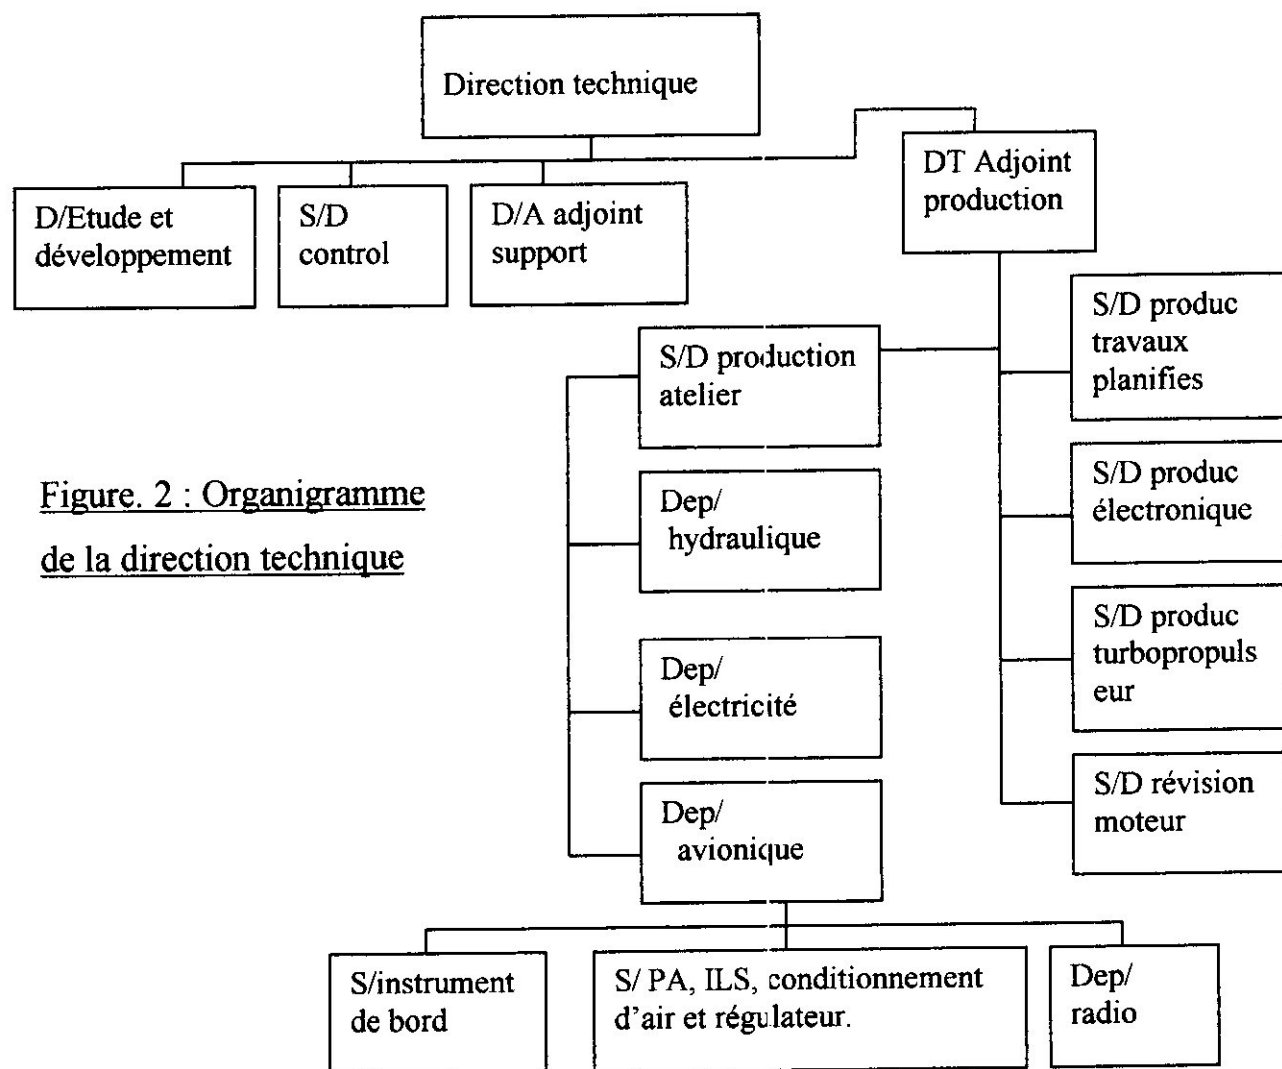 Direction technique
DT Adjoint
production
D/Etude et
développement
S/D
control
D/A adjoint
support
S/D produc
travaux
planifies
S/D production
atelier
S/D produc
électronique
Figure. 2 : Organigramme
de la direction technique
Dep/
hydraulique
S/D produc
turbopropuls
eur
Dep/
électricité
S/D révision
moteur
Dep/
avionique
S/instrument
de bord
S/ PA, ILS, conditionnement
d'air et régulateur.
Dep/
radio